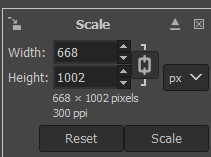 Scale
Width: 668
Height: 1002 px
668 × 1002 pixels
300 ppi
Reset Scale